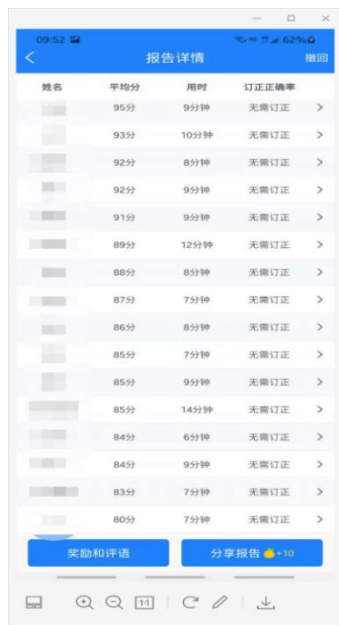 09:52 62%
报告详情 撤回
姓名 平均分 用时 订正正确率
95分 9分钟 无需订正 >
93分 10分钟 无需订正 >
92分 8分钟 无需订正 >
92分 9分钟 无需订正 >
91分 9分钟 无需订正 >
89分 12分钟 无需订正 >
88分 8分钟 无需订正 >
87分 7分钟 无需订正 >
86分 8分钟 无需订正 >
85分 7分钟 无需订正 >
85分 9分钟 无需订正 >
85分 14分钟 无需订正 >
84分 6分钟 无需订正 >
84分 9分钟 无需订正 >
83分 7分钟 无需订正 >
80分 7分钟 无需订正 >
奖励和评语 分享报告 +10
1:1